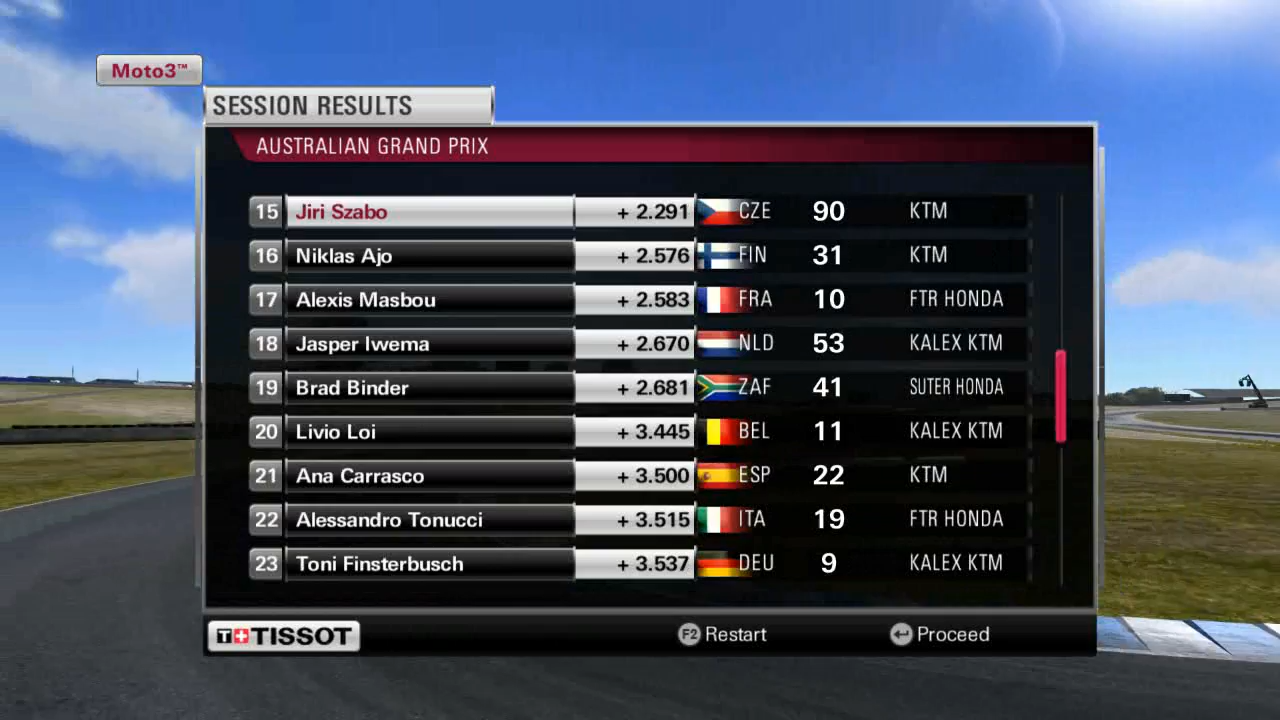 Moto3™
SESSION RESULTS
AUSTRALIAN GRAND PRIX
15 Jiri Szabo + 2.291 CZE 90 KTM
16 Niklas Ajo + 2.576 FIN 31 KTM
17 Alexis Masbou + 2.583 FRA 10 FTR HONDA
18 Jasper Iwema + 2.670 NLD 53 KALEX KTM
19 Brad Binder + 2.681 ZAF 41 SUTER HONDA
20 Livio Loi + 3.445 BEL 11 KALEX KTM
21 Ana Carrasco + 3.500 ESP 22 KTM
22 Alessandro Tonucci + 3.515 ITA 19 FTR HONDA
23 Toni Finsterbusch + 3.537 DEU 9 KALEX KTM
T+ TISSOT F2 Restart Proceed